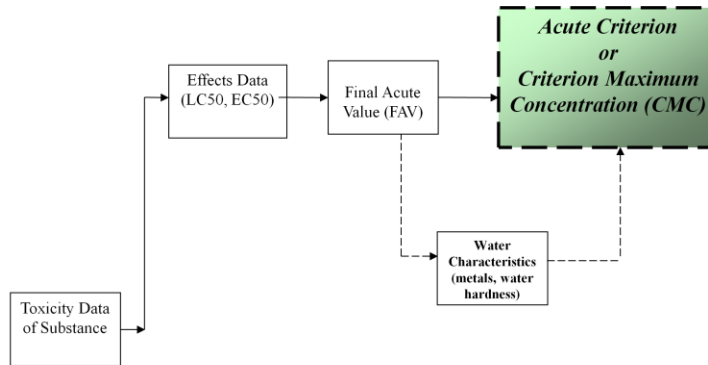 Acute Criterion
or
Criterion Maximum
Concentration (CMC)
Effects Data
(LC50, EC50)
Final Acute
Value (FAV)
Water
Characteristics
(metals, water
hardness)
Toxicity Data
of Substance